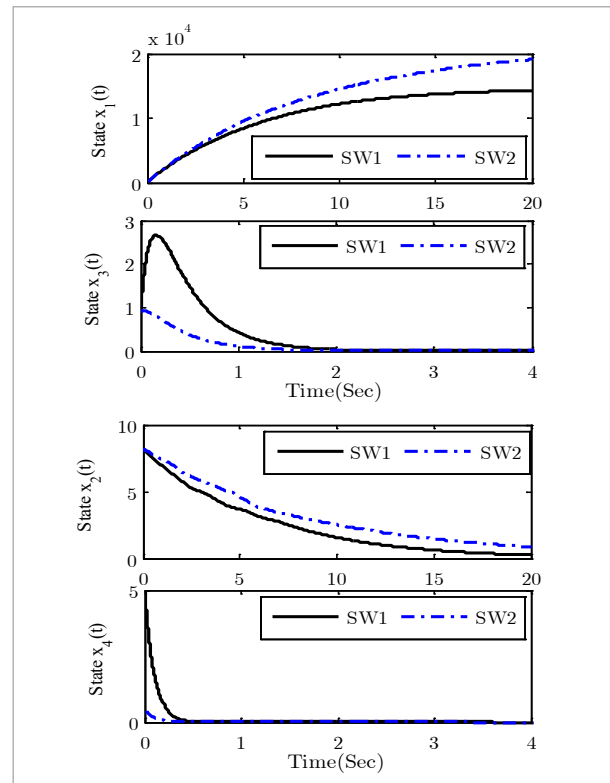 x 10^4
2
State x_1(t)
1
SW1 SW2
0
0 5 10 15 20
3
State x_3(t)
SW1 SW2
2
1
0
0 1 2 3 4
Time(Sec)
10
State x_2(t)
SW1 SW2
5
0
0 5 10 15 20
5
State x_4(t)
SW1 SW2
0
0 1 2 3 4
Time(Sec)